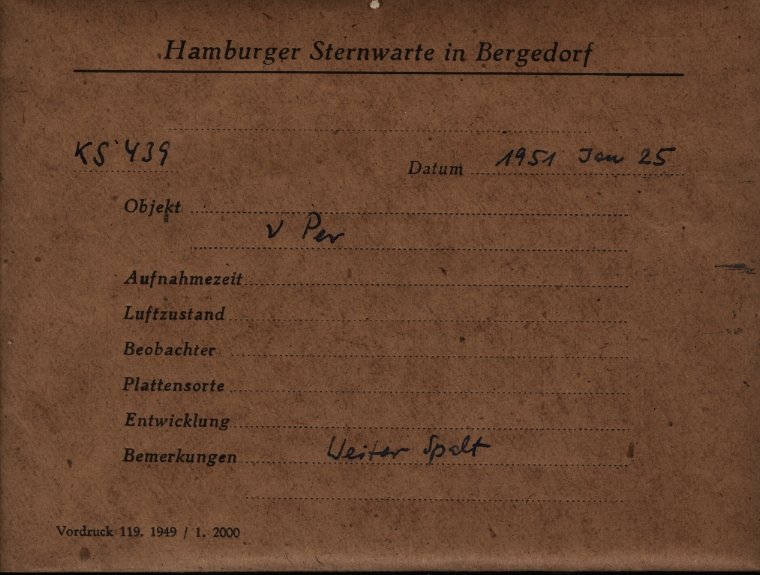 Hamburger Sternwarte in Bergedorf
KS 439
Datum 1951 Jan 25
Objekt
ν Per
Aufnahmezeit
Luftzustand
Beobachter
Plattensorte
Entwicklung
Bemerkungen Weiter Spalt
Vordruck 119. 1949 / 1. 2000